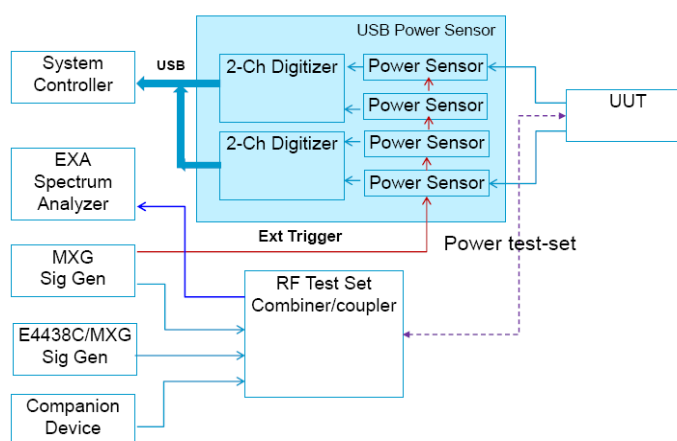 USB Power Sensor
System
Controller
USB
2-Ch Digitizer
Power Sensor
Power Sensor
2-Ch Digitizer
Power Sensor
Power Sensor
UUT
EXA
Spectrum
Analyzer
Ext Trigger
Power test-set
MXG
Sig Gen
RF Test Set
Combiner/coupler
E4438C/MXG
Sig Gen
Companion
Device